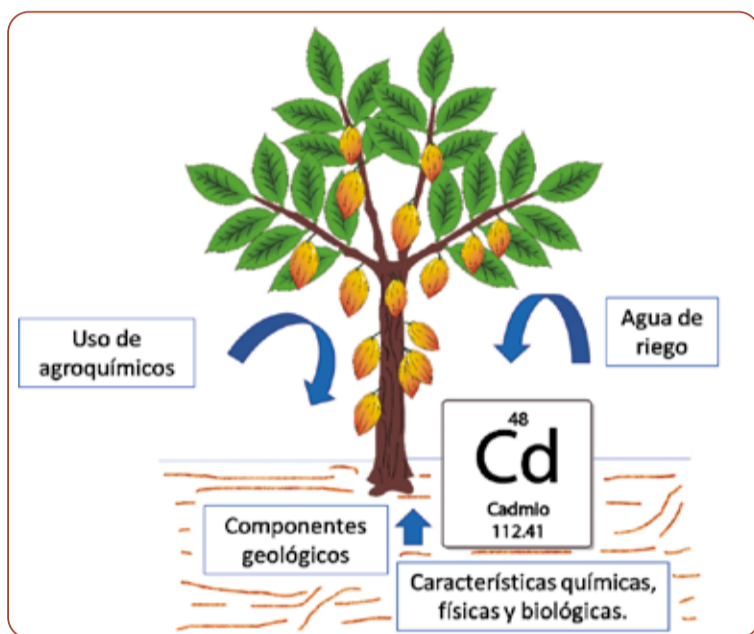 Uso de
agroquímicos
Agua de
riego
48
Cd
Cadmio
112.41
Componentes
geológicos
Características químicas,
físicas y biológicas.